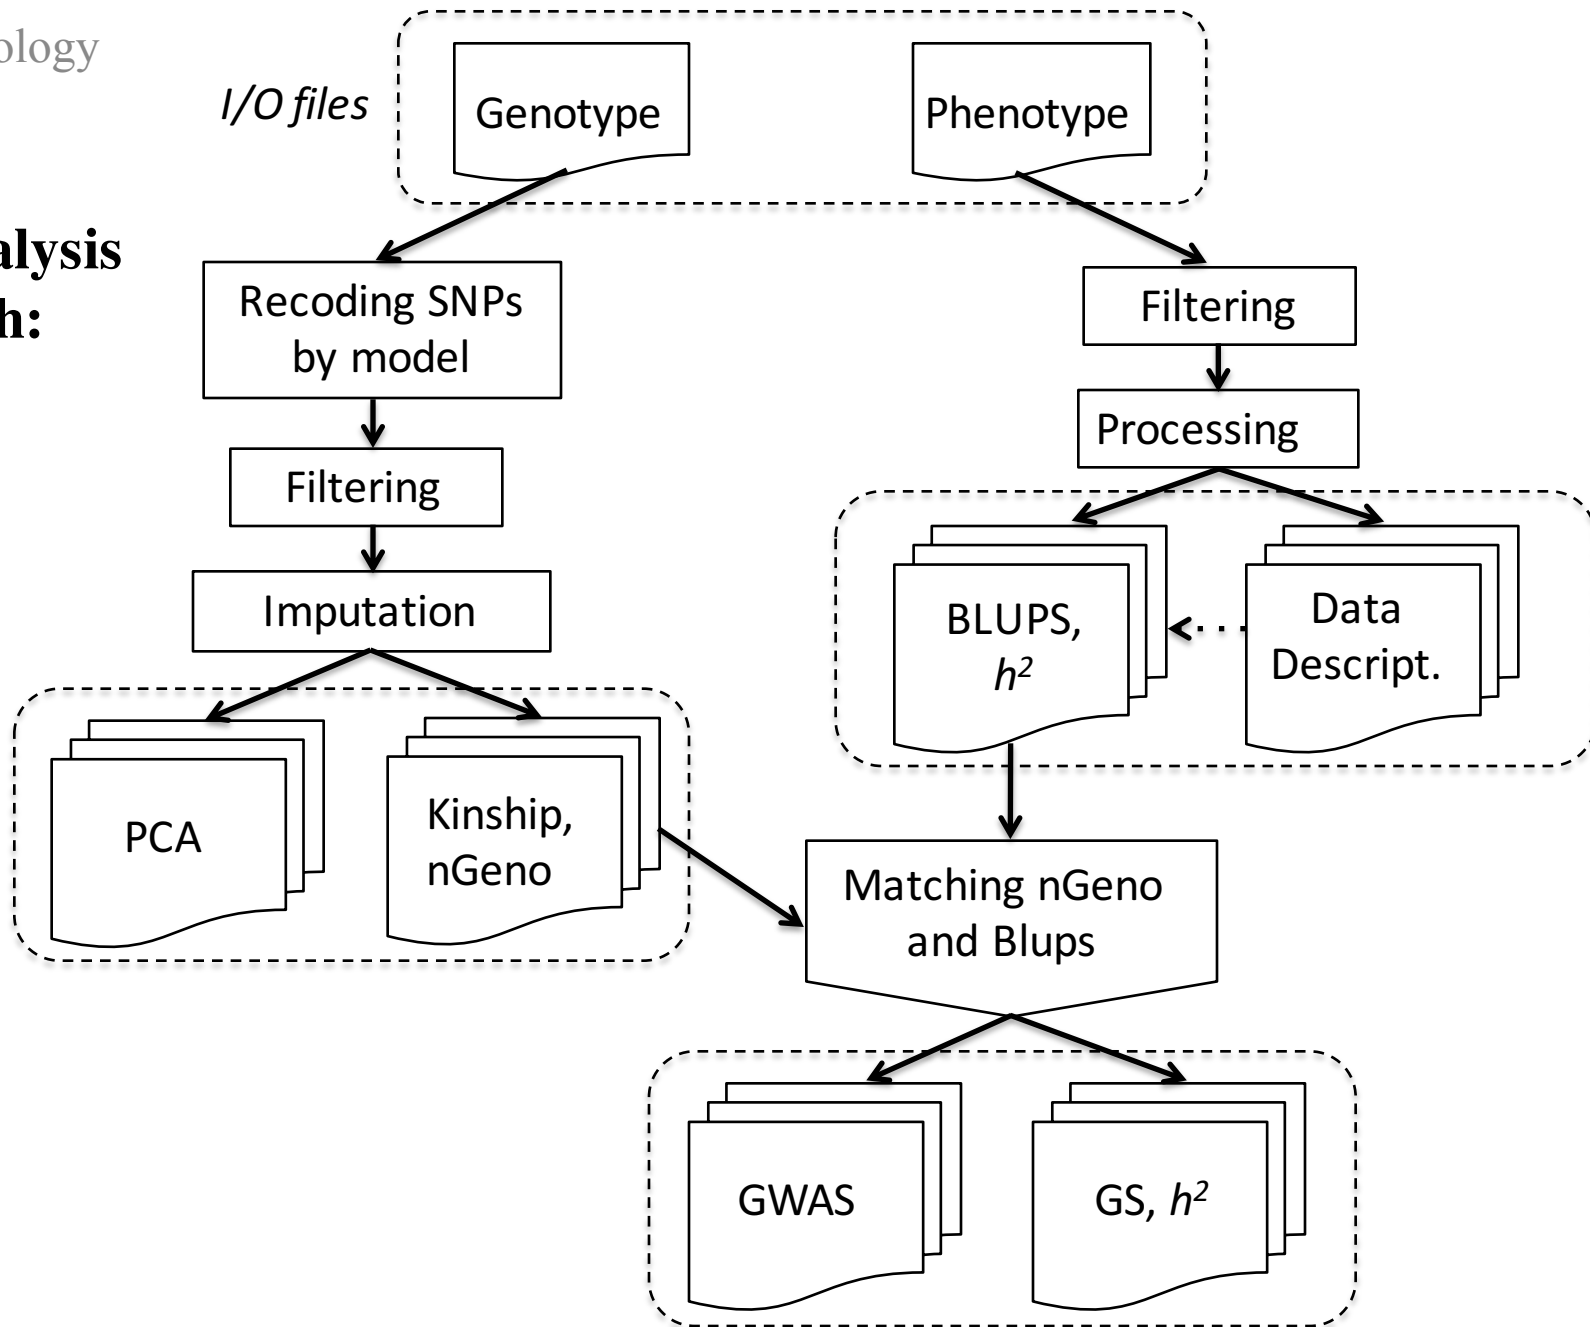 ology
I/O files
Genotype
Phenotype
alysis
h:
Recoding SNPs
by model
Filtering
Filtering
Processing
Imputation
BLUPS,
h²
Data
Descript.
PCA
Kinship,
nGeno
Matching nGeno
and Blups
GWAS
GS, h²